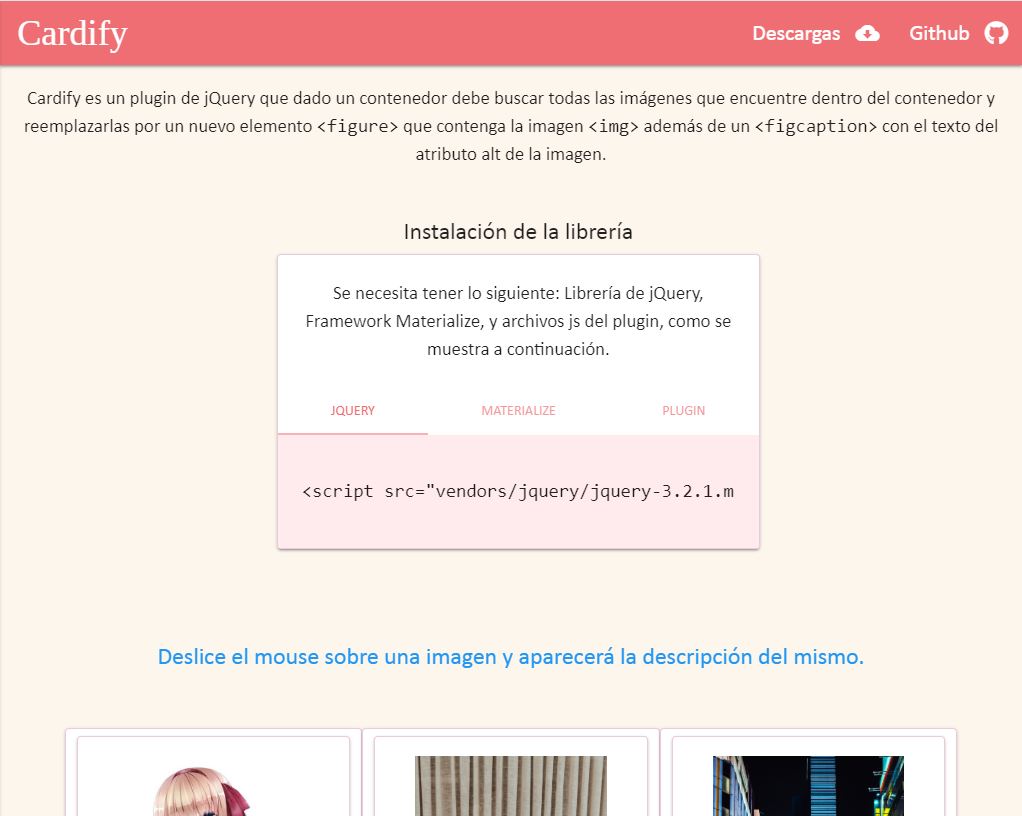 Cardify
Descargas
Github
Cardify es un plugin de jQuery que dado un contenedor debe buscar todas las imágenes que encuentre dentro del contenedor y
reemplazarlas por un nuevo elemento <figure> que contenga la imagen <img> además de un <figcaption> con el texto del
atributo alt de la imagen.
Instalación de la librería
Se necesita tener lo siguiente: Librería de jQuery,
Framework Materialize, y archivos js del plugin, como se
muestra a continuación.
JQUERY
MATERIALIZE
PLUGIN
<script src="vendors/jquery/jquery-3.2.1.m
Deslice el mouse sobre una imagen y aparecerá la descripción del mismo.